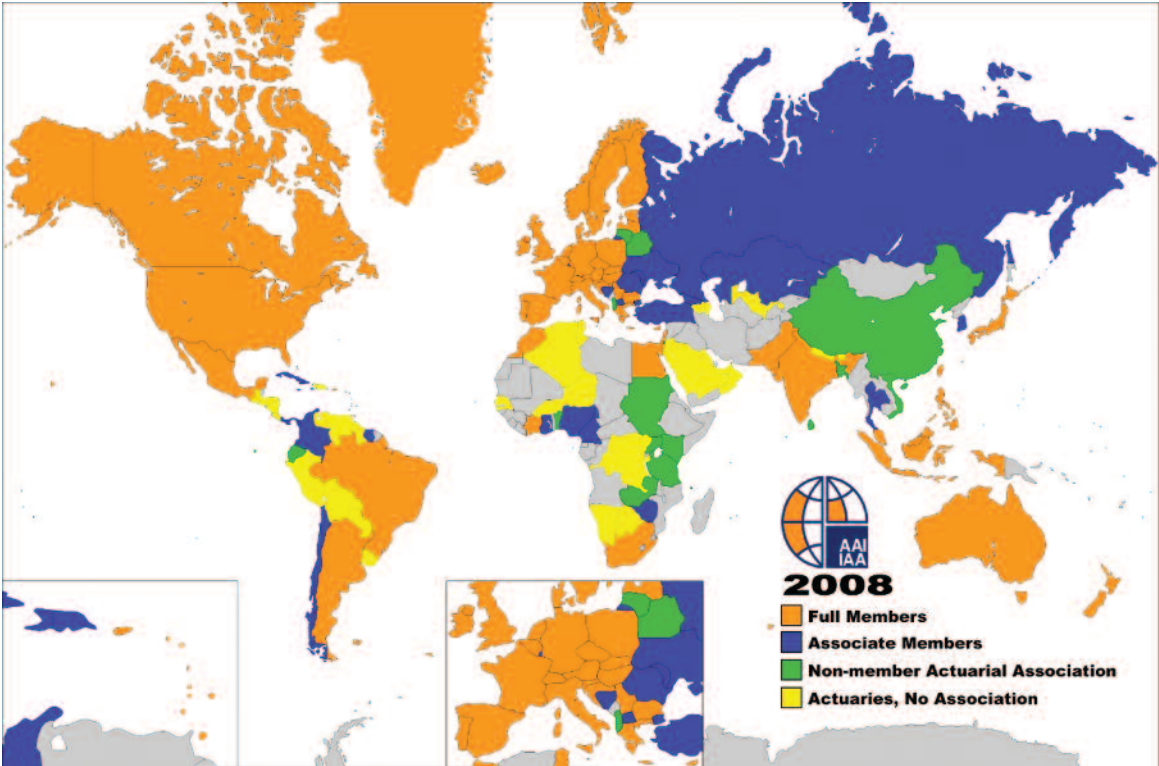 AAI
IAA
2008
Full Members
Associate Members
Non-member Actuarial Association
Actuaries, No Association